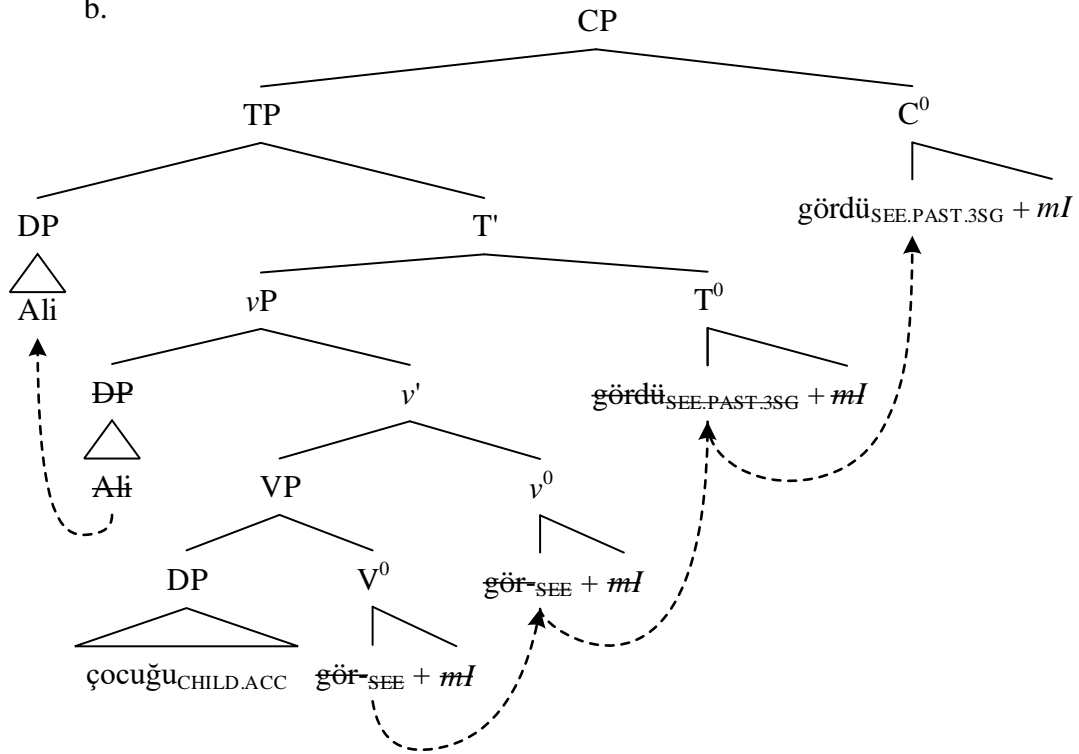 b.
CP
TP C⁰
gördüSEE.PAST.3SG + mI
DP T'
Ali
vP T⁰
DP v' gördüSEE.PAST.3SG + mI
Ali
VP v⁰
DP V⁰ gör-SEE + mI
çocuğuCHILD.ACC gör-SEE + mI